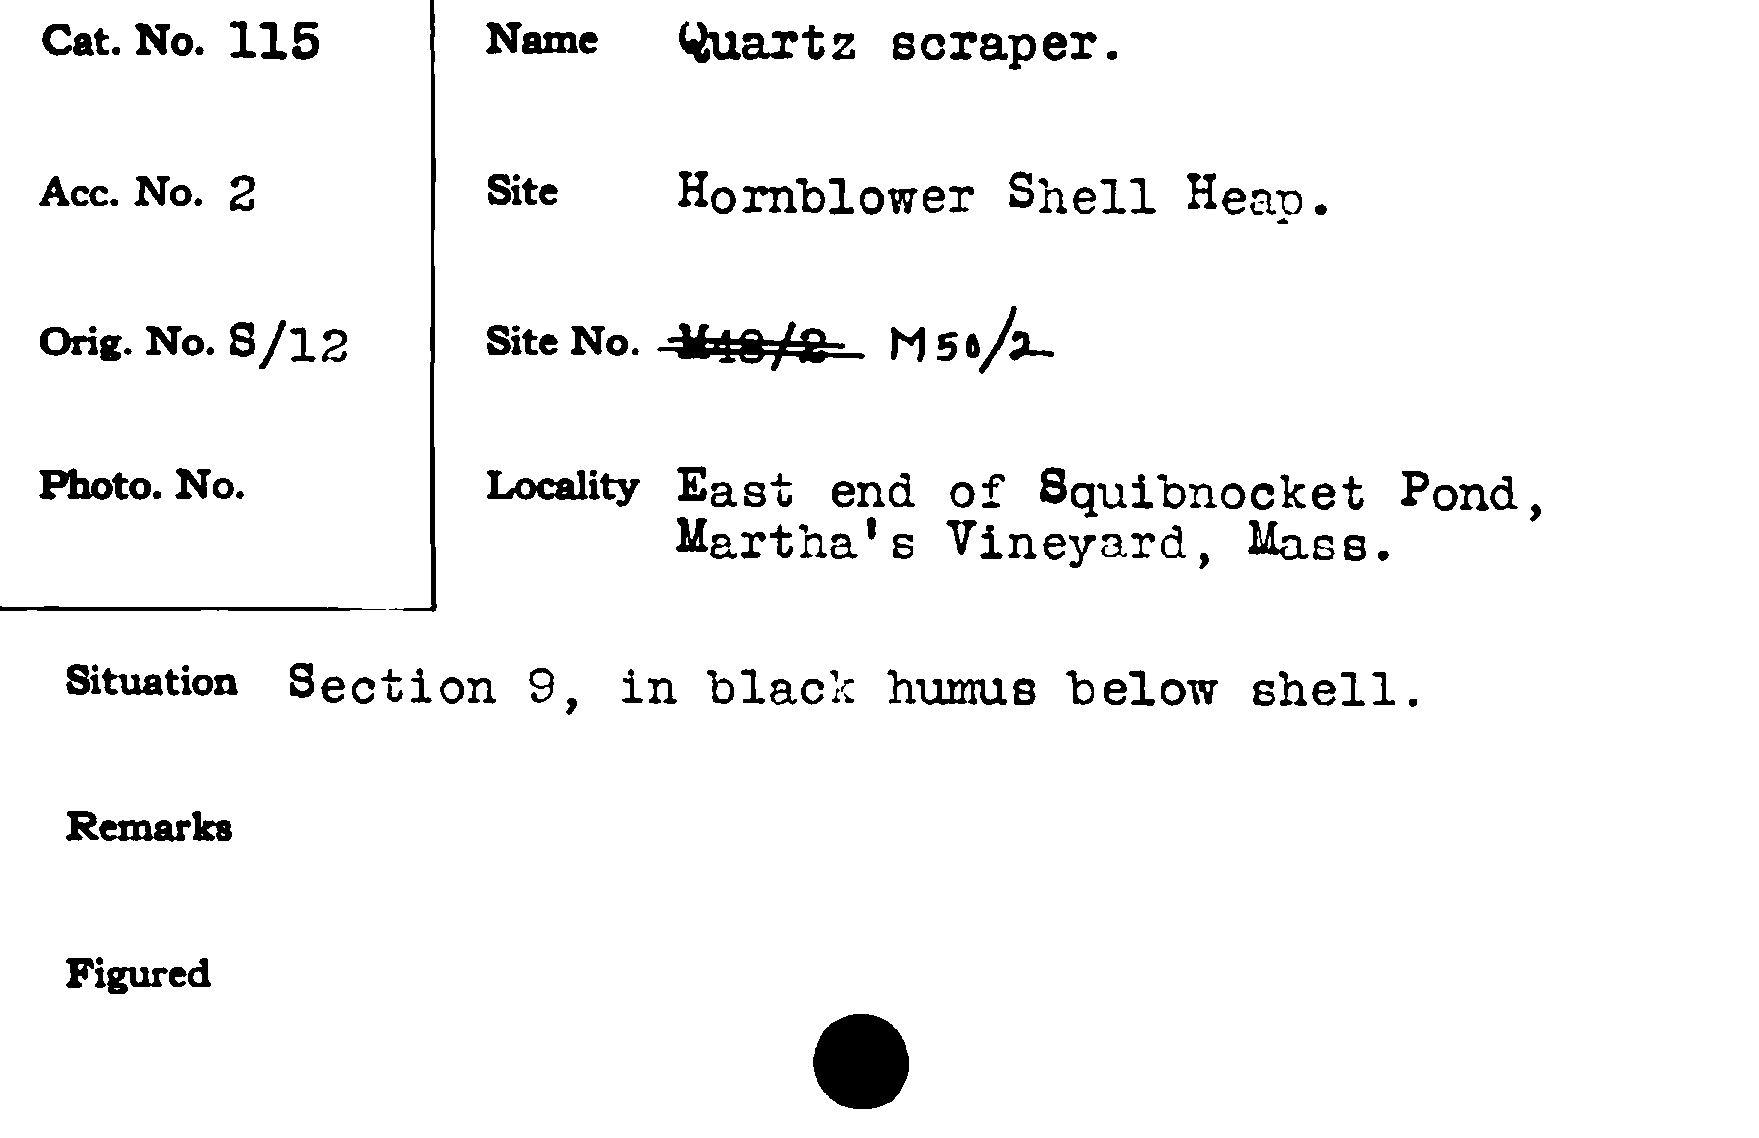 Cat. No. 115
Name Quartz scraper.
Acc. No. 2
Site Hornblower Shell Heap.
Orig. No. S/12
Site No. M48/2 M50/2
Photo. No.
Locality East end of Squibnocket Pond,
Martha's Vineyard, Mass.
Situation Section 9, in black humus below shell.
Remarks
Figured